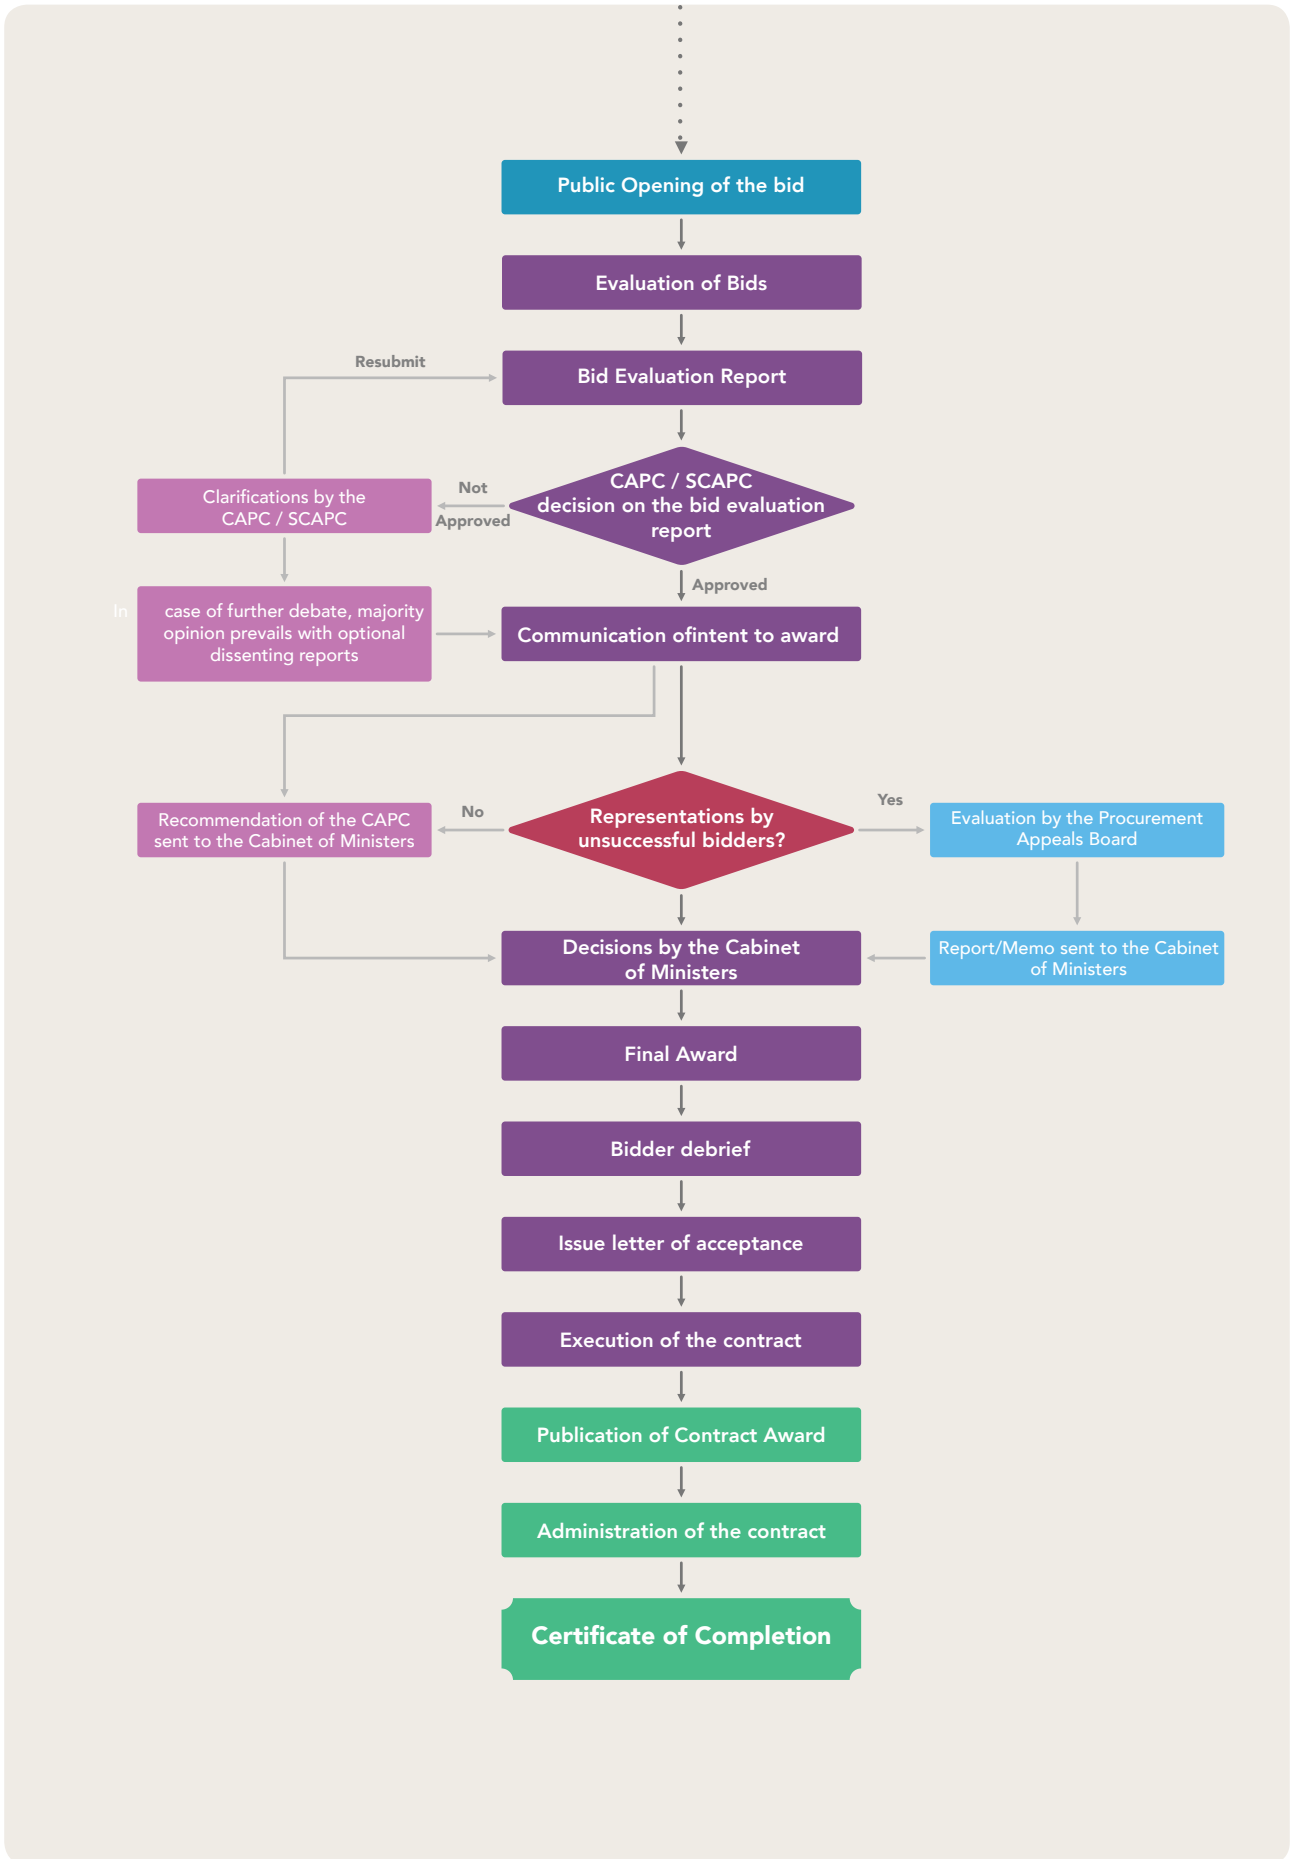 Public Opening of the bid
Evaluation of Bids
Resubmit
Bid Evaluation Report
CAPC / SCAPC
decision on the bid evaluation
report
Not
Approved
Clarifications by the
CAPC / SCAPC
Approved
In case of further debate, majority
opinion prevails with optional
dissenting reports
Communication ofintent to award
Representations by
unsuccessful bidders?
No
Yes
Recommendation of the CAPC
sent to the Cabinet of Ministers
Evaluation by the Procurement
Appeals Board
Decisions by the Cabinet
of Ministers
Report/Memo sent to the Cabinet
of Ministers
Final Award
Bidder debrief
Issue letter of acceptance
Execution of the contract
Publication of Contract Award
Administration of the contract
Certificate of Completion